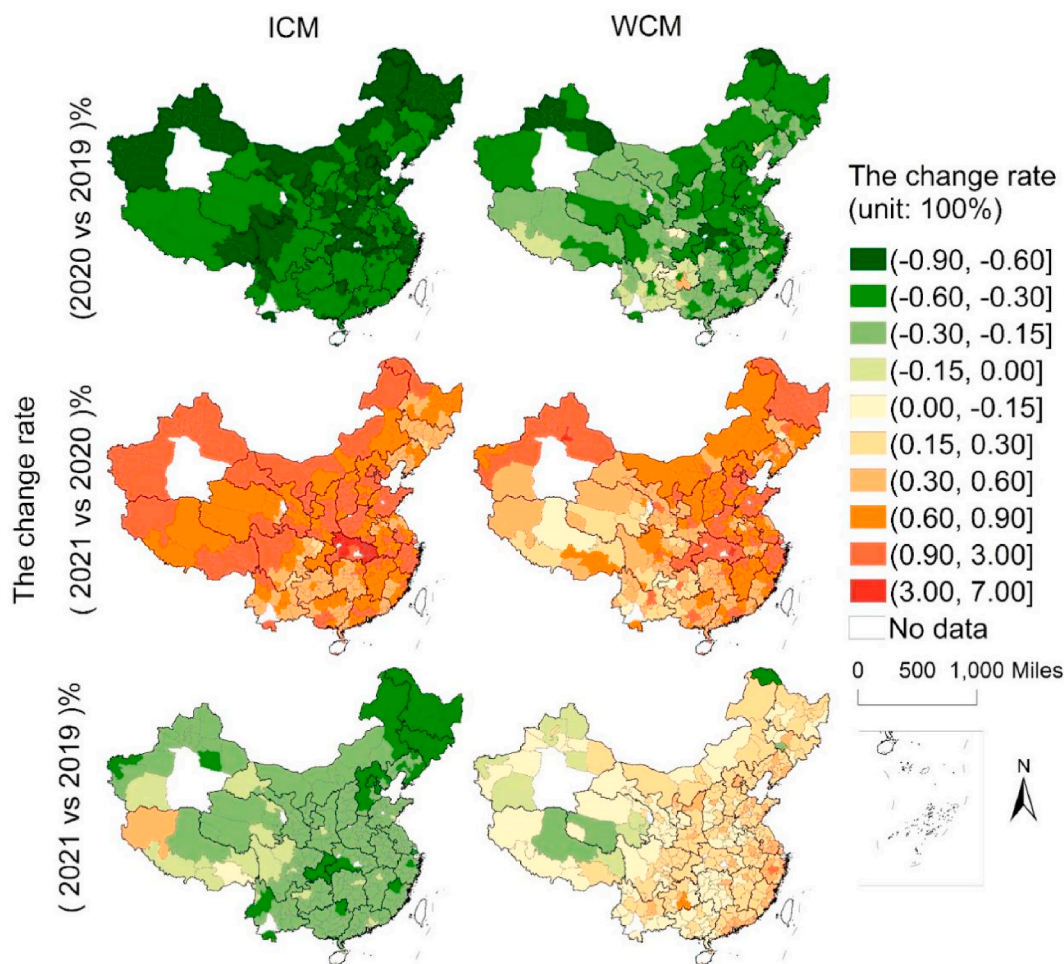 ICM
WCM
(2020 vs 2019 )%
The change rate
( 2021 vs 2020 )%
( 2021 vs 2019 )%
The change rate
(unit: 100%)
(-0.90, -0.60]
(-0.60, -0.30]
(-0.30, -0.15]
(-0.15, 0.00]
(0.00, -0.15]
(0.15, 0.30]
(0.30, 0.60]
(0.60, 0.90]
(0.90, 3.00]
(3.00, 7.00]
No data
0 500 1,000 Miles
N